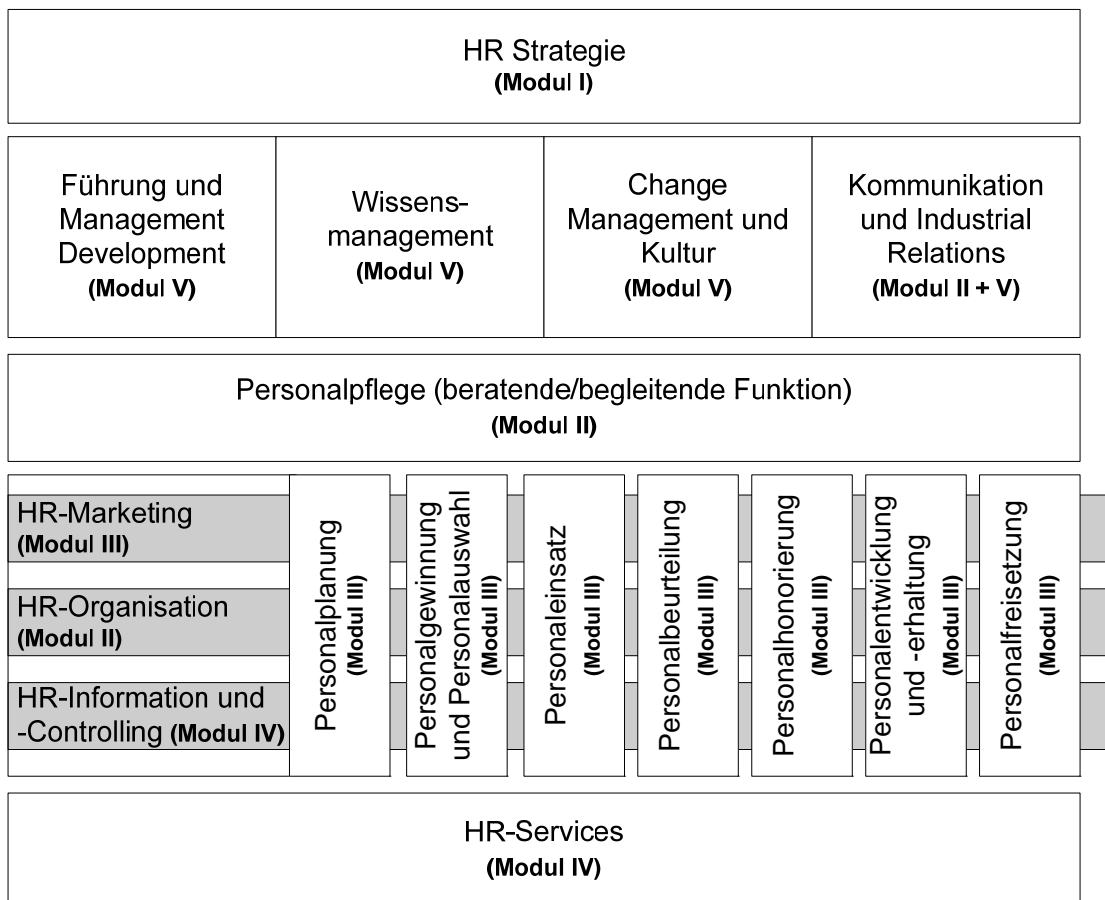 HR Strategie
(Modul I)
Führung und
Management
Development
(Modul V)
Wissens-
management
(Modul V)
Change
Management und
Kultur
(Modul V)
Kommunikation
und Industrial
Relations
(Modul II + V)
Personalpflege (beratende/begleitende Funktion)
(Modul II)
HR-Marketing
(Modul III)
HR-Organisation
(Modul II)
HR-Information und
-Controlling (Modul IV)
Personalplanung
(Modul III)
Personalgewinnung
und Personalauswahl
(Modul III)
Personaleinsatz
(Modul III)
Personalbeurteilung
(Modul III)
Personalhonorierung
(Modul III)
Personalentwicklung
und -erhaltung
(Modul III)
Personalfreisetzung
(Modul III)
HR-Services
(Modul IV)